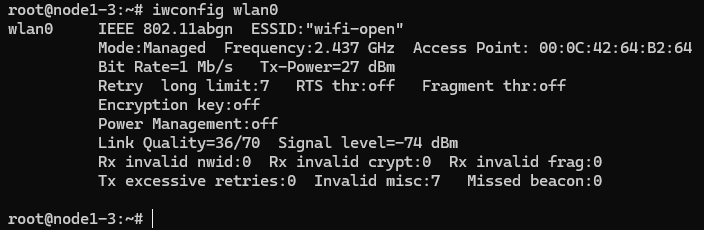 root@node1-3:~# iwconfig wlan0
wlan0     IEEE 802.11abgn  ESSID:"wifi-open"
          Mode:Managed  Frequency:2.437 GHz  Access Point: 00:0C:42:64:B2:64
          Bit Rate=1 Mb/s   Tx-Power=27 dBm
          Retry  long limit:7   RTS thr:off   Fragment thr:off
          Encryption key:off
          Power Management:off
          Link Quality=36/70  Signal level=-74 dBm
          Rx invalid nwid:0  Rx invalid crypt:0  Rx invalid frag:0
          Tx excessive retries:0  Invalid misc:7   Missed beacon:0

root@node1-3:~#